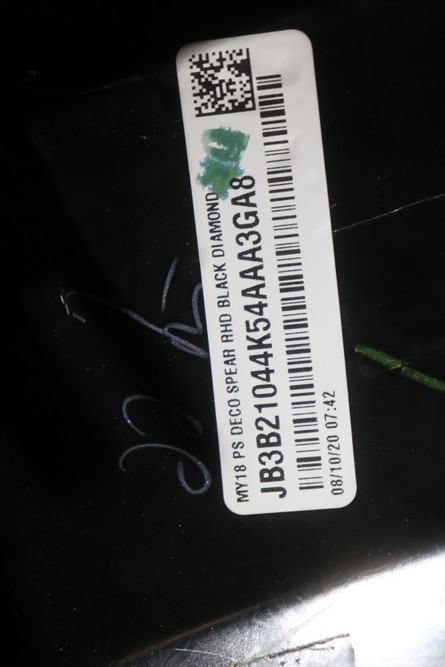 MY18 PS DECO SPEAR RHD BLACK DIAMOND
JB3B21044K54AAA3GA8
08/10/20 07:42